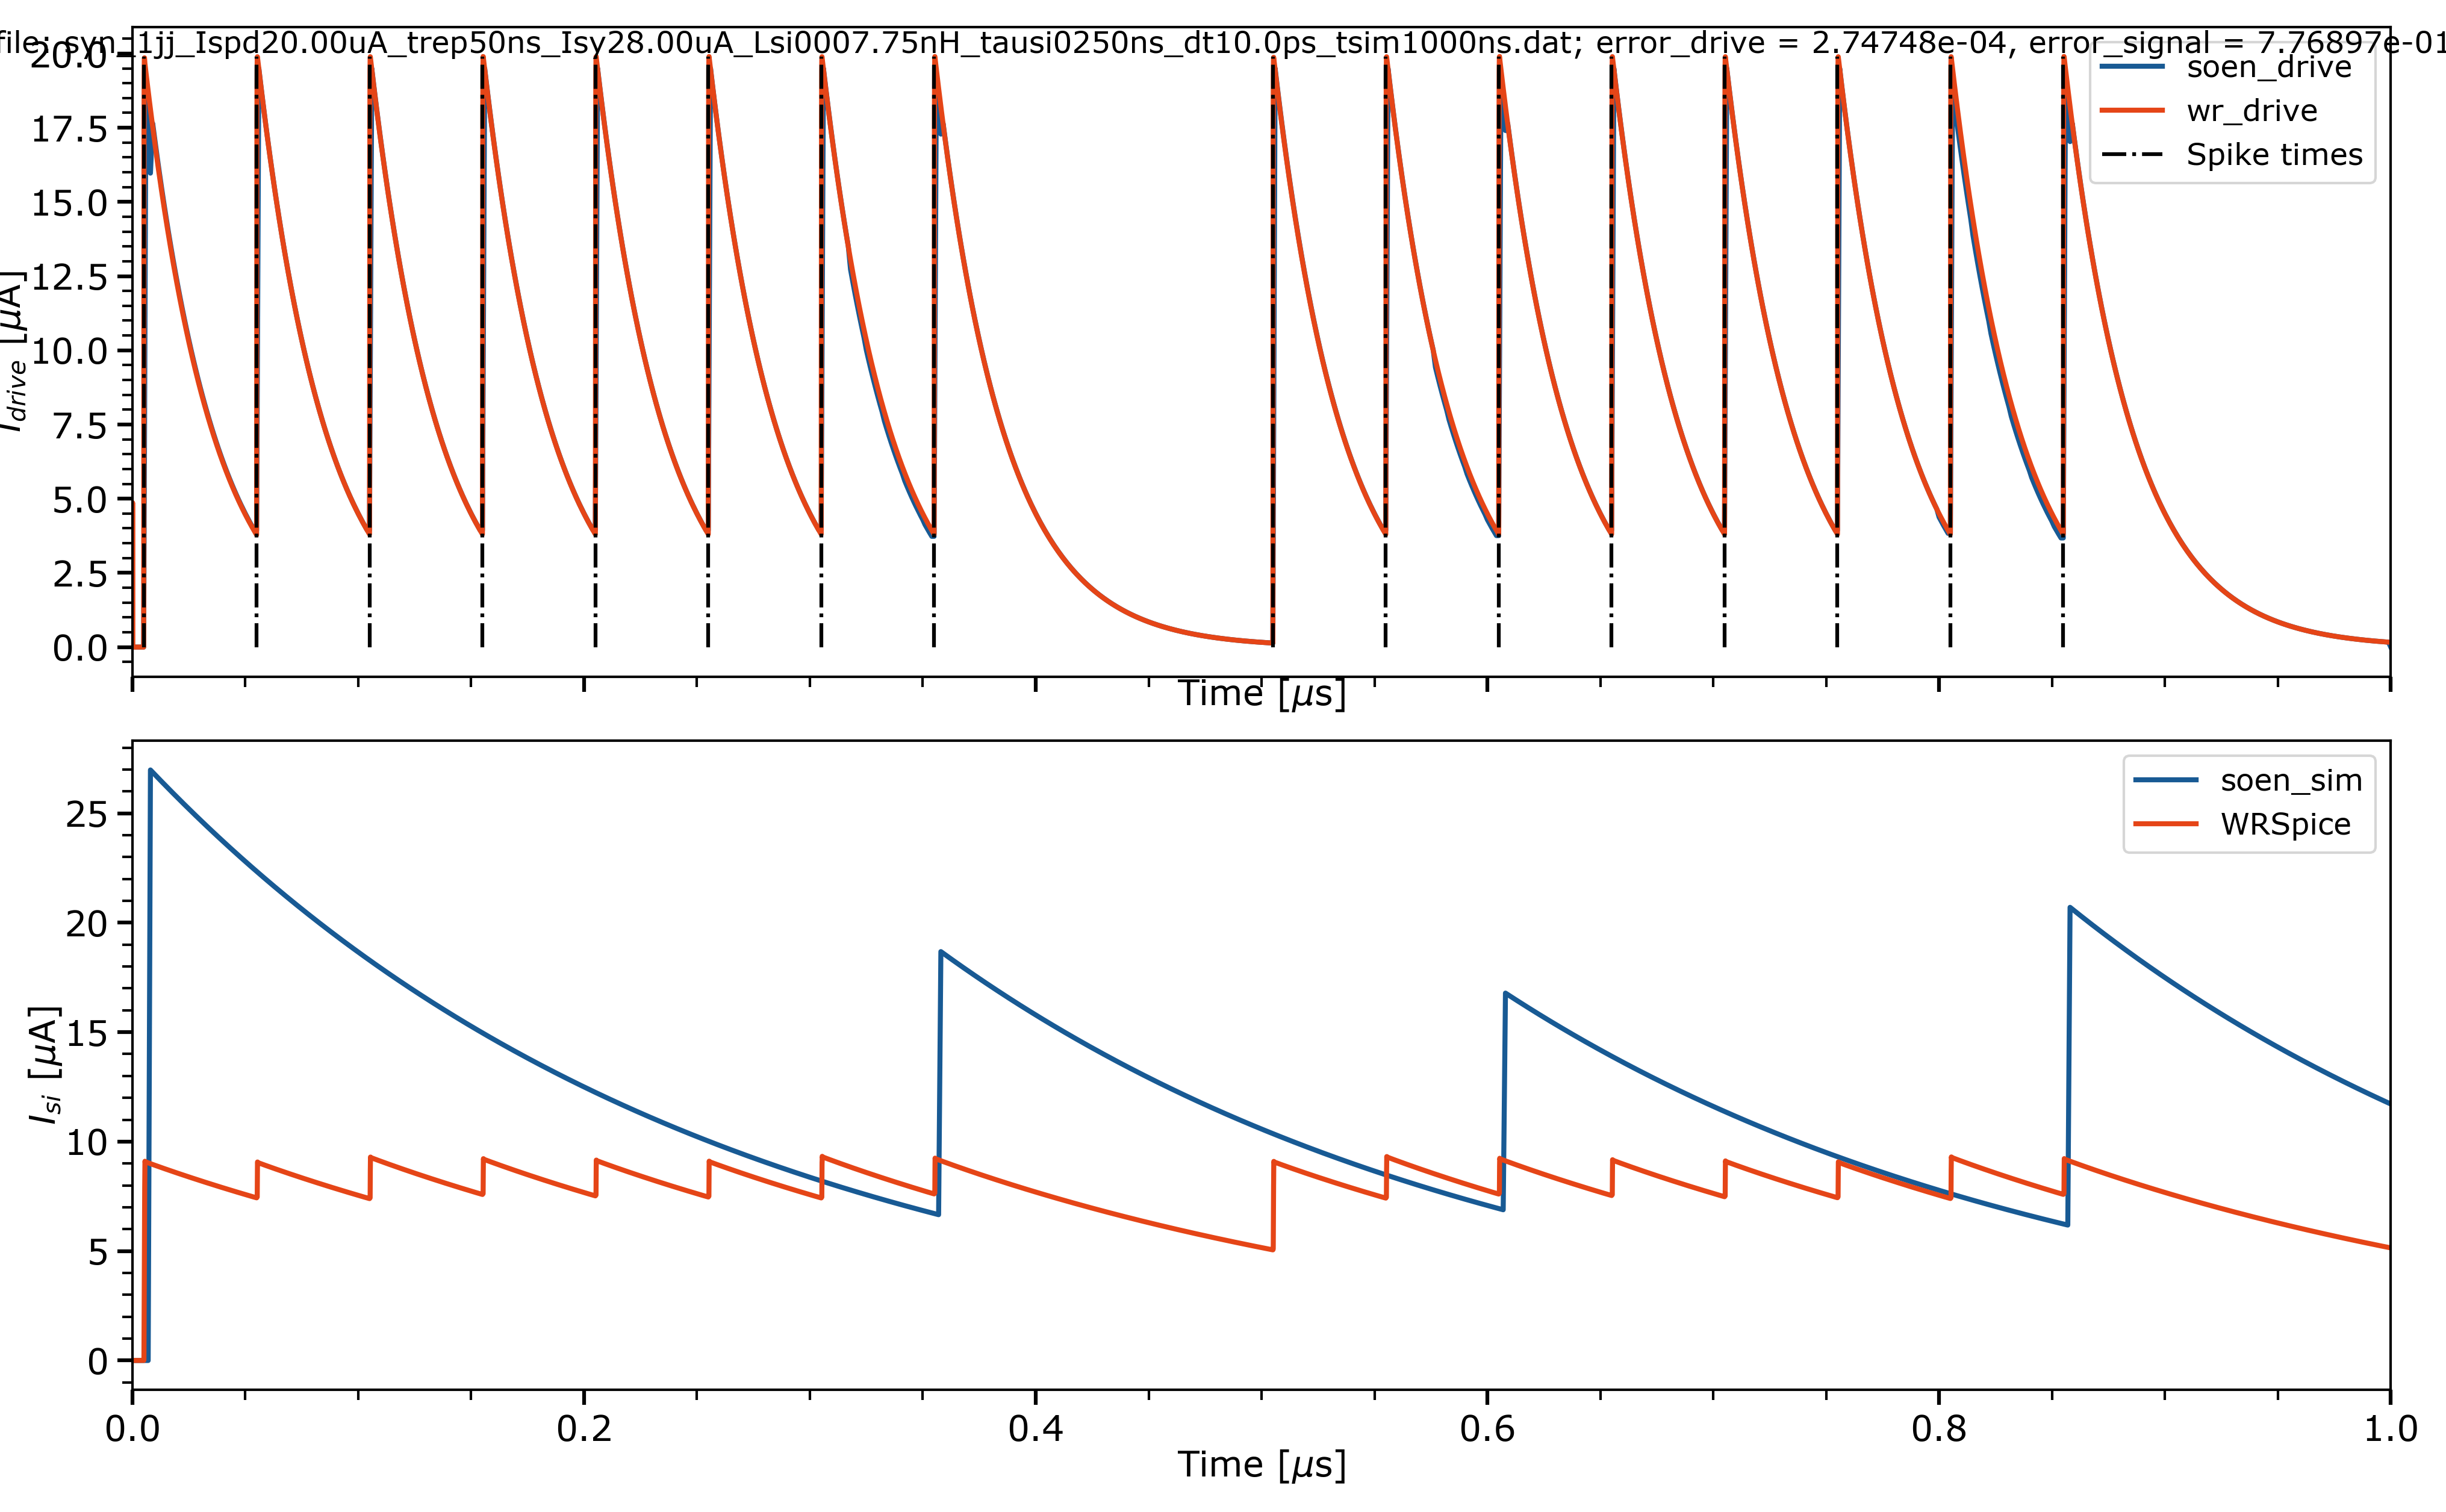 file: syn_1jj_Ispd20.00uA_trep50ns_Isy28.00uA_Lsi0007.75nH_tausi0250ns_dt10.0ps_tsim1000ns.dat; error_drive = 2.74748e-04, error_signal = 7.76897e-01
20.0
17.5
15.0
12.5
10.0
7.5
5.0
2.5
0.0
I_drive [μA]
soen_drive
wr_drive
Spike times
Time [μs]
25
20
15
10
5
0
I_si [μA]
soen_sim
WRSpice
0.0 0.2 0.4 0.6 0.8 1.0
Time [μs]